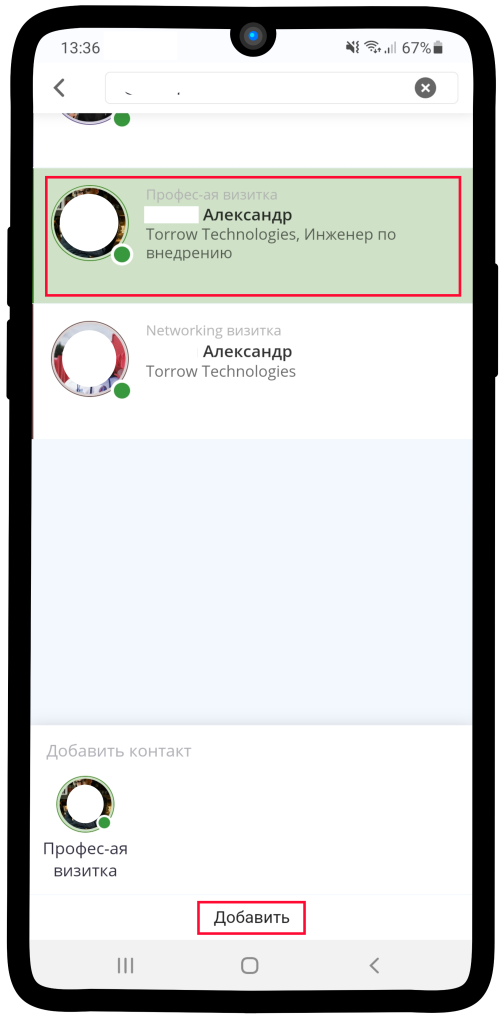 13:36
67%
Профес-ая визитка
Александр
Torrow Technologies, Инженер по
внедрению
Networking визитка
Александр
Torrow Technologies
Добавить контакт
Профес-ая
визитка
Добавить